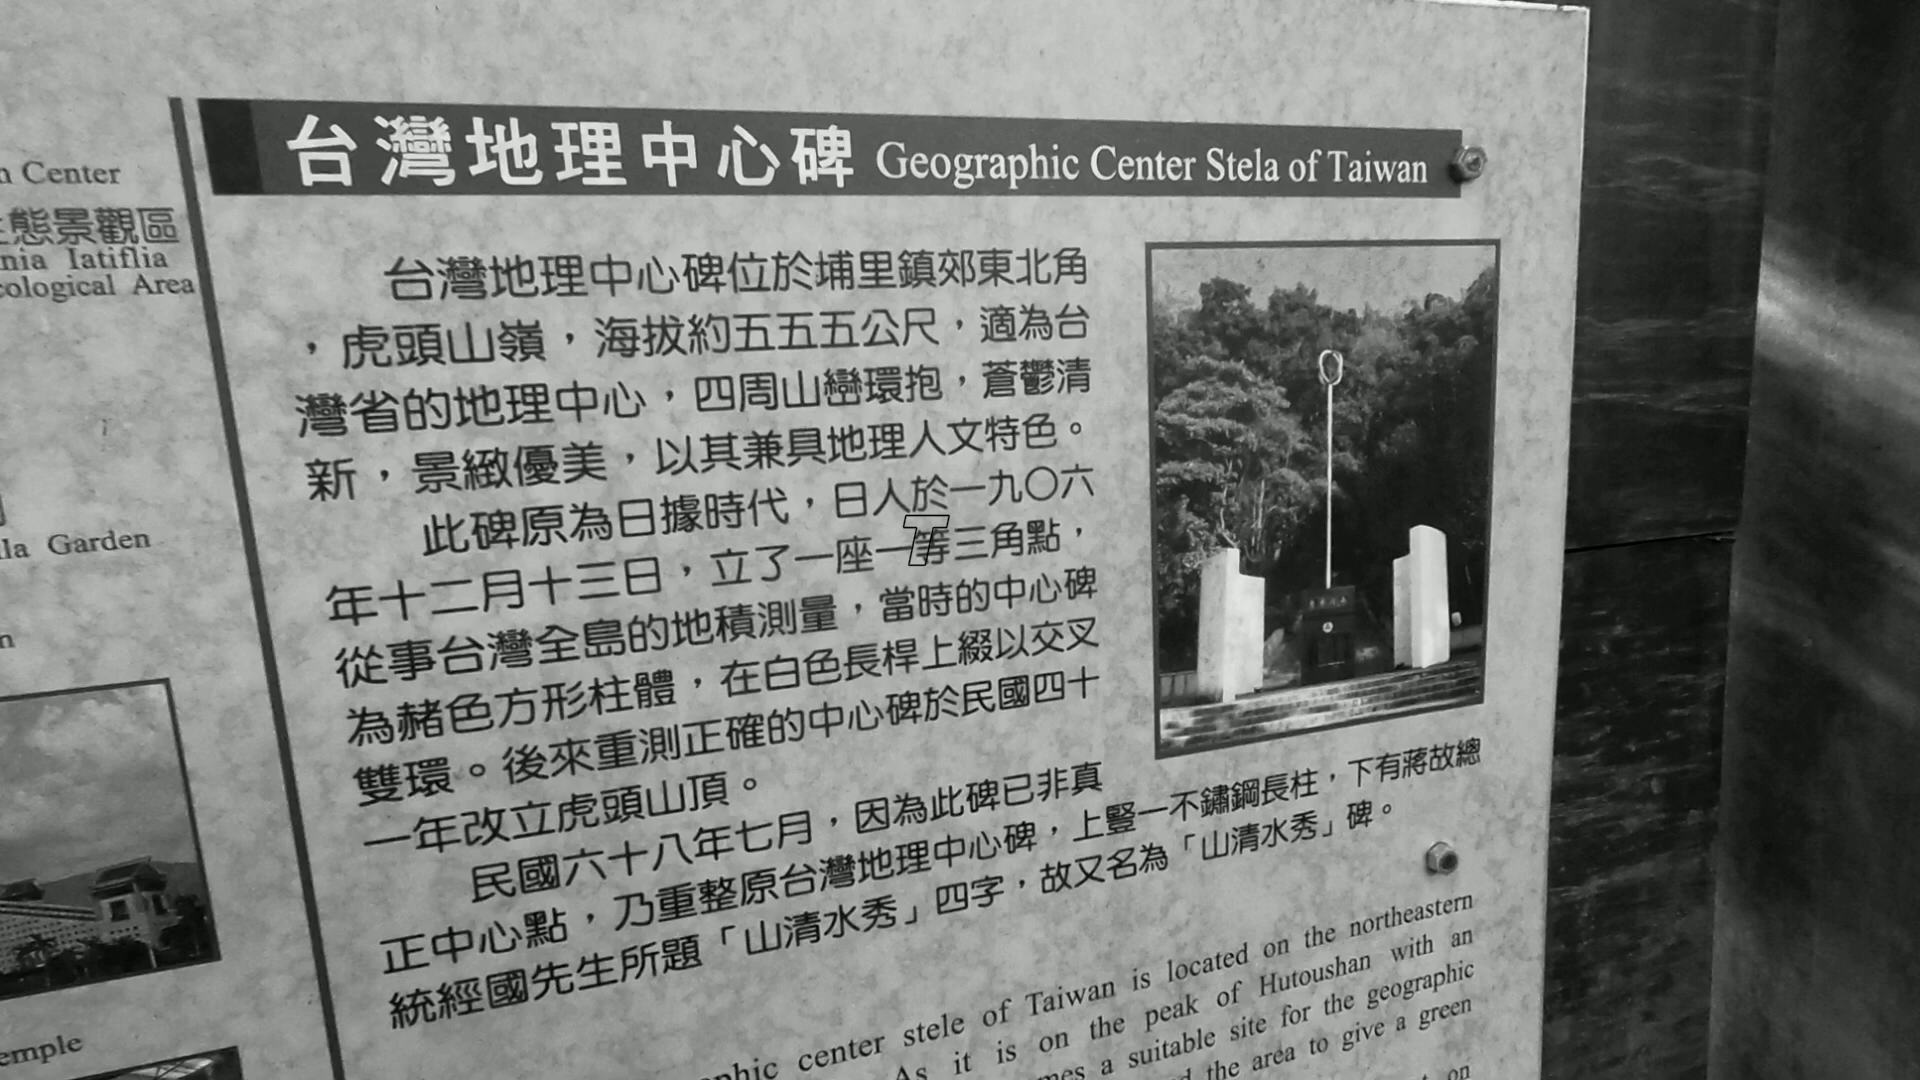 n Center
態景觀區
nia Iatiflia
cological Area
lla Garden
emple
台灣地理中心碑 Geographic Center Stela of Taiwan
台灣地理中心碑位於埔里鎮郊東北角
，虎頭山嶺，海拔約五五五公尺，適為台
灣省的地理中心，四周山巒環抱，蒼鬱清
新，景緻優美，以其兼具地理人文特色。
此碑原為日據時代，日人於一九〇六
年十二月十三日，立了一座一等三角點，
從事台灣全島的地積測量，當時的中心碑
為赭色方形柱體，在白色長桿上綴以交叉
雙環。後來重測正確的中心碑於民國四十
一年改立虎頭山頂。
民國六十八年七月，因為此碑已非真
正中心點，乃重整原台灣地理中心碑，上豎一不鏽鋼長柱，下有蔣故總
統經國先生所題「山清水秀」四字，故又名為「山清水秀」碑。
phic center stele of Taiwan is located on the northeastern
As it is on the peak of Hutoushan with an
mes a suitable site for the geographic
the area to give a green
on